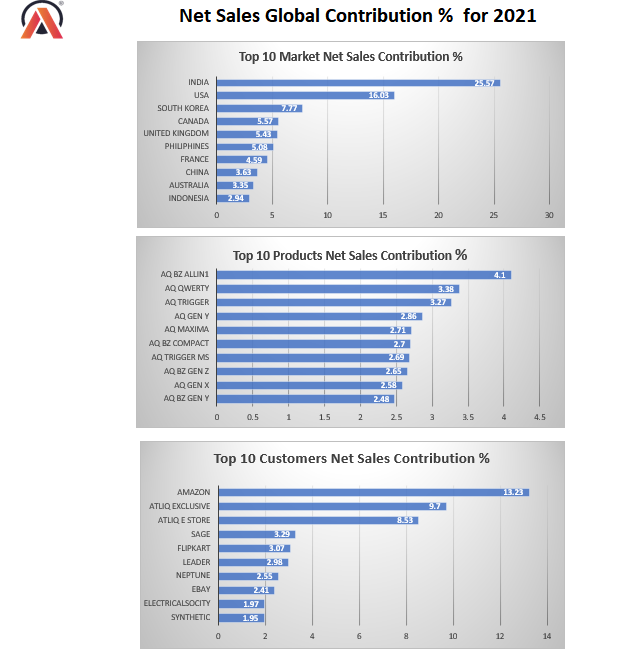 ®
Net Sales Global Contribution % for 2021
Top 10 Market Net Sales Contribution %
INDIA 25.57
USA 16.03
SOUTH KOREA 7.77
CANADA 5.57
UNITED KINGDOM 5.43
PHILIPHINES 5.08
FRANCE 4.59
CHINA 3.63
AUSTRALIA 3.35
INDONESIA 2.94
0 5 10 15 20 25 30
Top 10 Products Net Sales Contribution %
AQ BZ ALLIN1 4.1
AQ QWERTY 3.38
AQ TRIGGER 3.27
AQ GEN Y 2.86
AQ MAXIMA 2.71
AQ BZ COMPACT 2.7
AQ TRIGGER MS 2.69
AQ BZ GEN Z 2.65
AQ GEN X 2.58
AQ BZ GEN Y 2.48
0 0.5 1 1.5 2 2.5 3 3.5 4 4.5
Top 10 Customers Net Sales Contribution %
AMAZON 13.23
ATLIQ EXCLUSIVE 9.7
ATLIQ E STORE 8.53
SAGE 3.29
FLIPKART 3.07
LEADER 2.98
NEPTUNE 2.55
EBAY 2.41
ELECTRICALSOCITY 1.97
SYNTHETIC 1.95
0 2 4 6 8 10 12 14